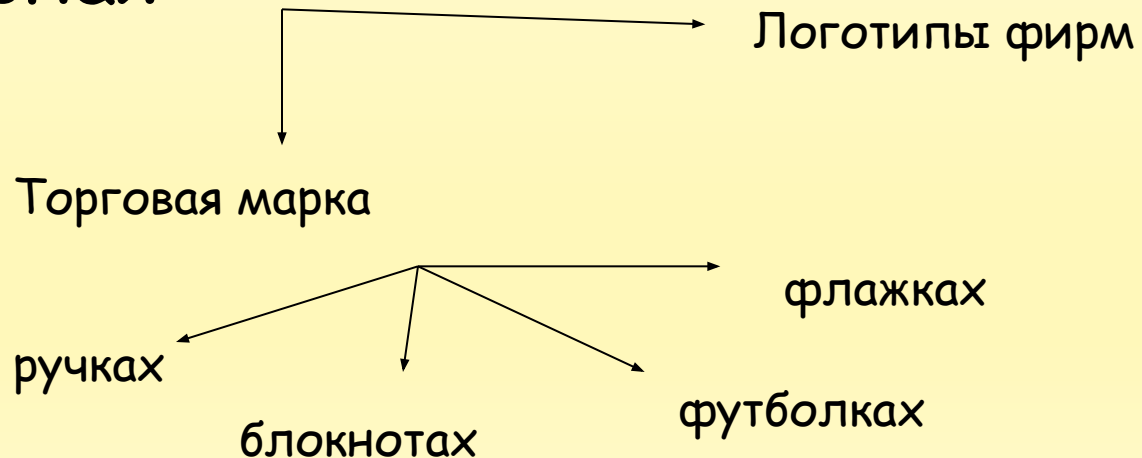 Логотипы фирм
Торговая марка
флажках
ручках
футболках
блокнотах